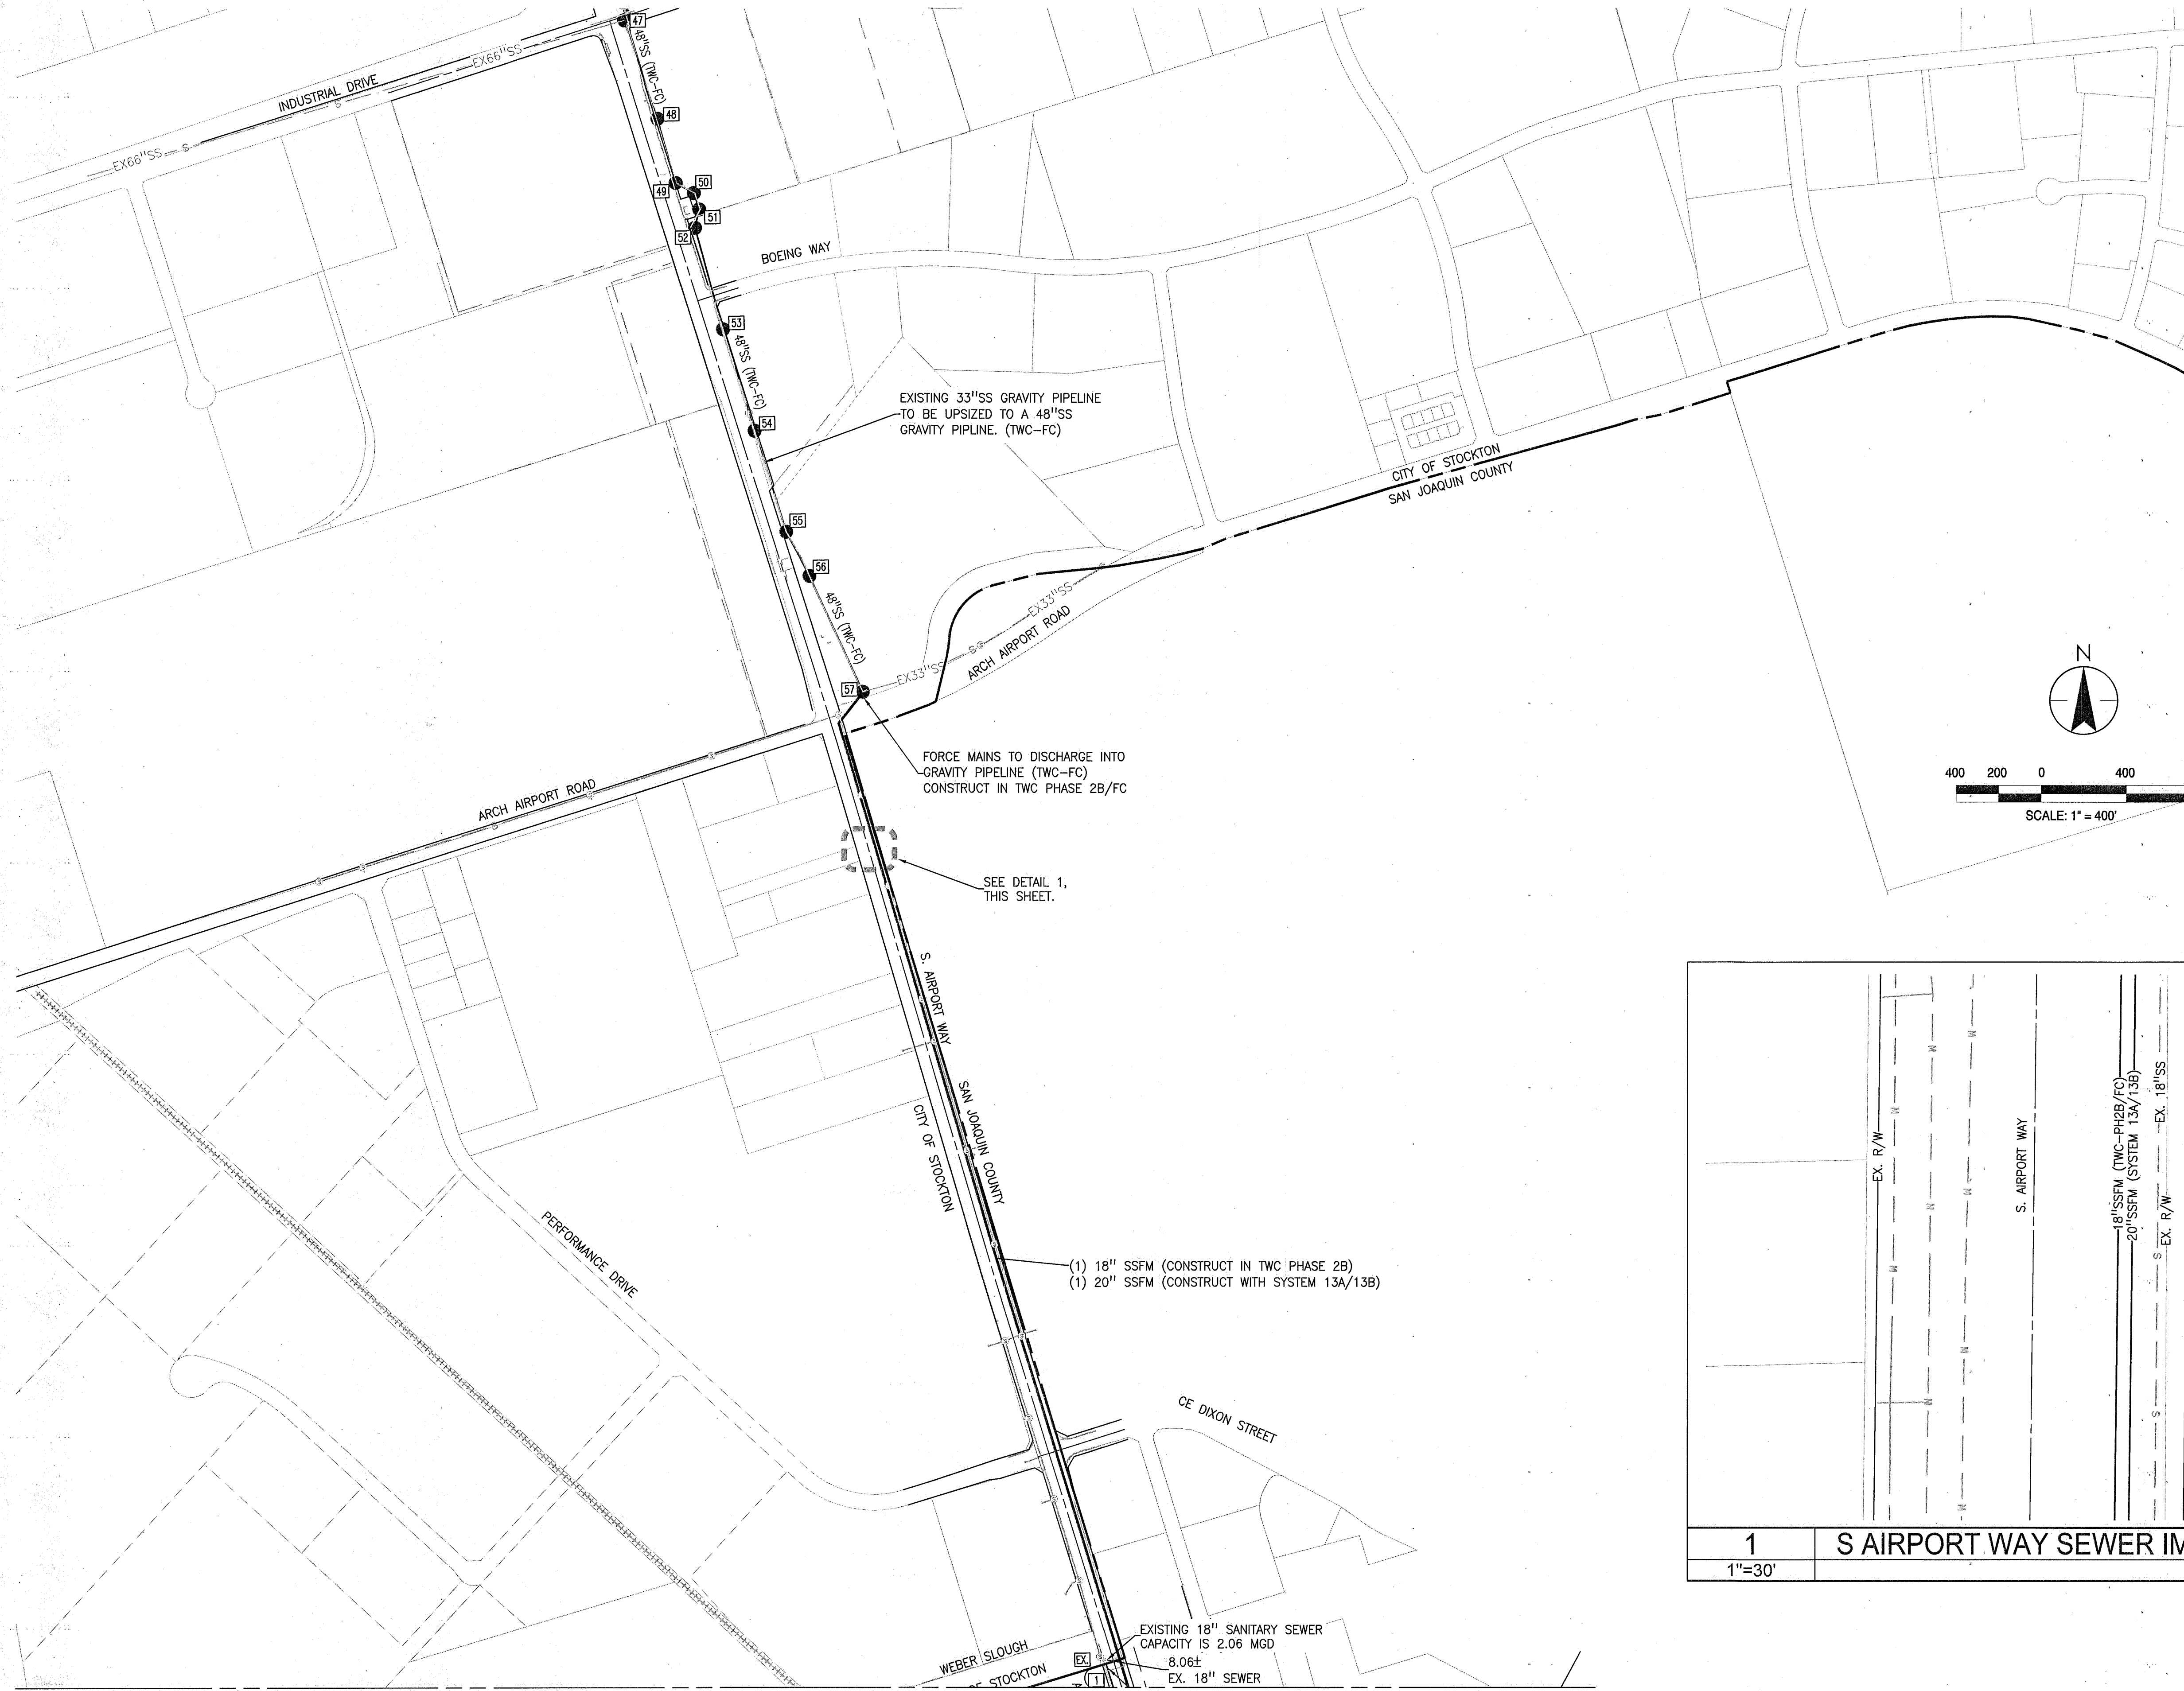 47
48"SS (TWC-FC)
EX66"SS
INDUSTRIAL DRIVE
S
EX66"SS
S
48
49
50
51
52
BOEING WAY
53
48"SS (TWC-FC)
54
EXISTING 33"SS GRAVITY PIPELINE
TO BE UPSIZED TO A 48"SS
GRAVITY PIPLINE. (TWC-FC)
CITY OF STOCKTON
SAN JOAQUIN COUNTY
55
56
48"SS (TWC-FC)
EX33"SS
S
ARCH AIRPORT ROAD
EX33"SS
57
N
400 200 0 400
SCALE: 1" = 400'
FORCE MAINS TO DISCHARGE INTO
GRAVITY PIPELINE (TWC-FC)
CONSTRUCT IN TWC PHASE 2B/FC
ARCH AIRPORT ROAD
S
SEE DETAIL 1,
THIS SHEET.
S. AIRPORT WAY
SAN JOAQUIN COUNTY
CITY OF STOCKTON
PERFORMANCE DRIVE
(1) 18" SSFM (CONSTRUCT IN TWC PHASE 2B)
(1) 20" SSFM (CONSTRUCT WITH SYSTEM 13A/13B)
CE DIXON STREET
EXISTING 18" SANITARY SEWER
CAPACITY IS 2.06 MGD
8.06±
EX. 18" SEWER
WEBER SLOUGH
STOCKTON
EX.
1
EX. R/W
M
M
M
M
M
M
M
M
M
M
S. AIRPORT WAY
18"SSFM (TWC-PH2B/FC)
20"SSFM (SYSTEM 13A/13B)
EX. 18"SS
EX. R/W
S
S
1
S AIRPORT WAY SEWER IM
1"=30'